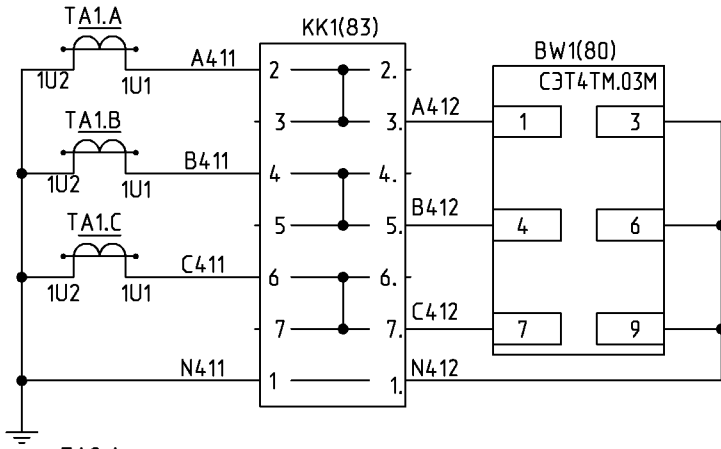 TA1.A
KK1(83)
BW1(80)
СЭТ4ТМ.03М
1U2 1U1 A411 2 2.
3 3. A412 1 3
TA1.B
1U2 1U1 B411 4 4.
5 5. B412 4 6
TA1.C
1U2 1U1 C411 6 6.
7 7. C412 7 9
N411 1 1. N412